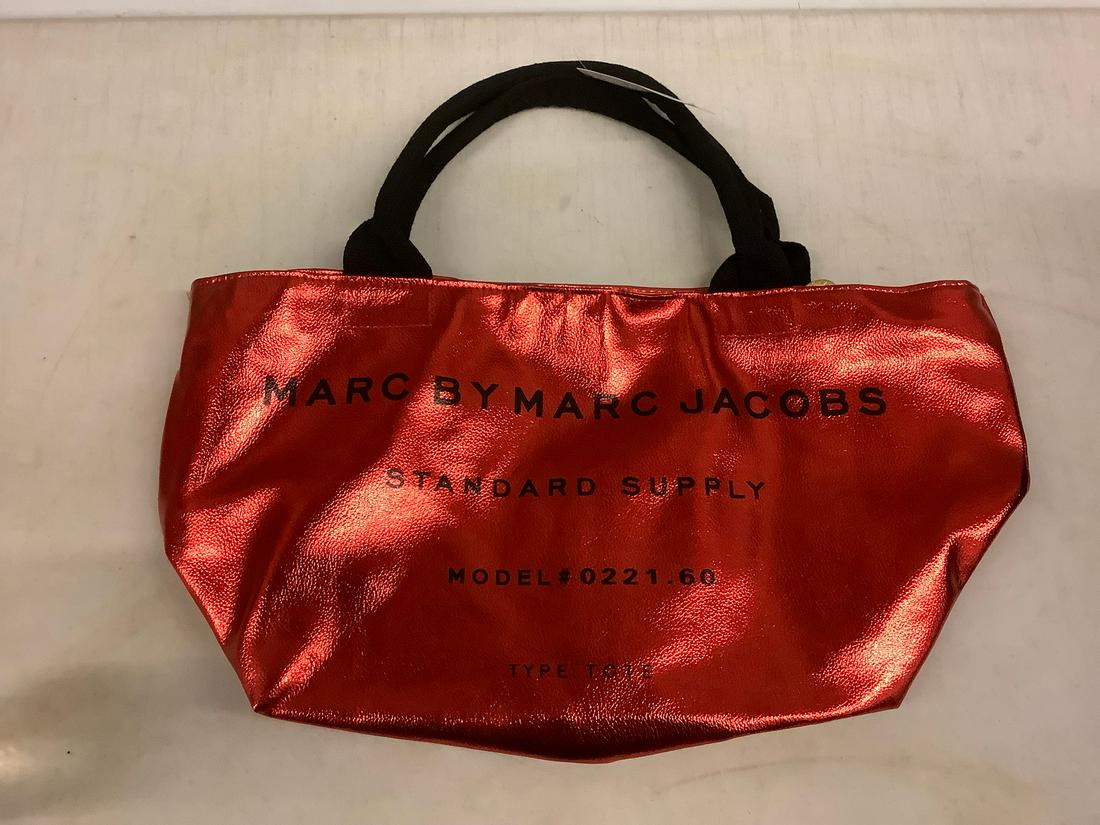 MARC BY MARC JACOBS
STANDARD SUPPLY
MODEL#0221.60
TYPE:TOTE